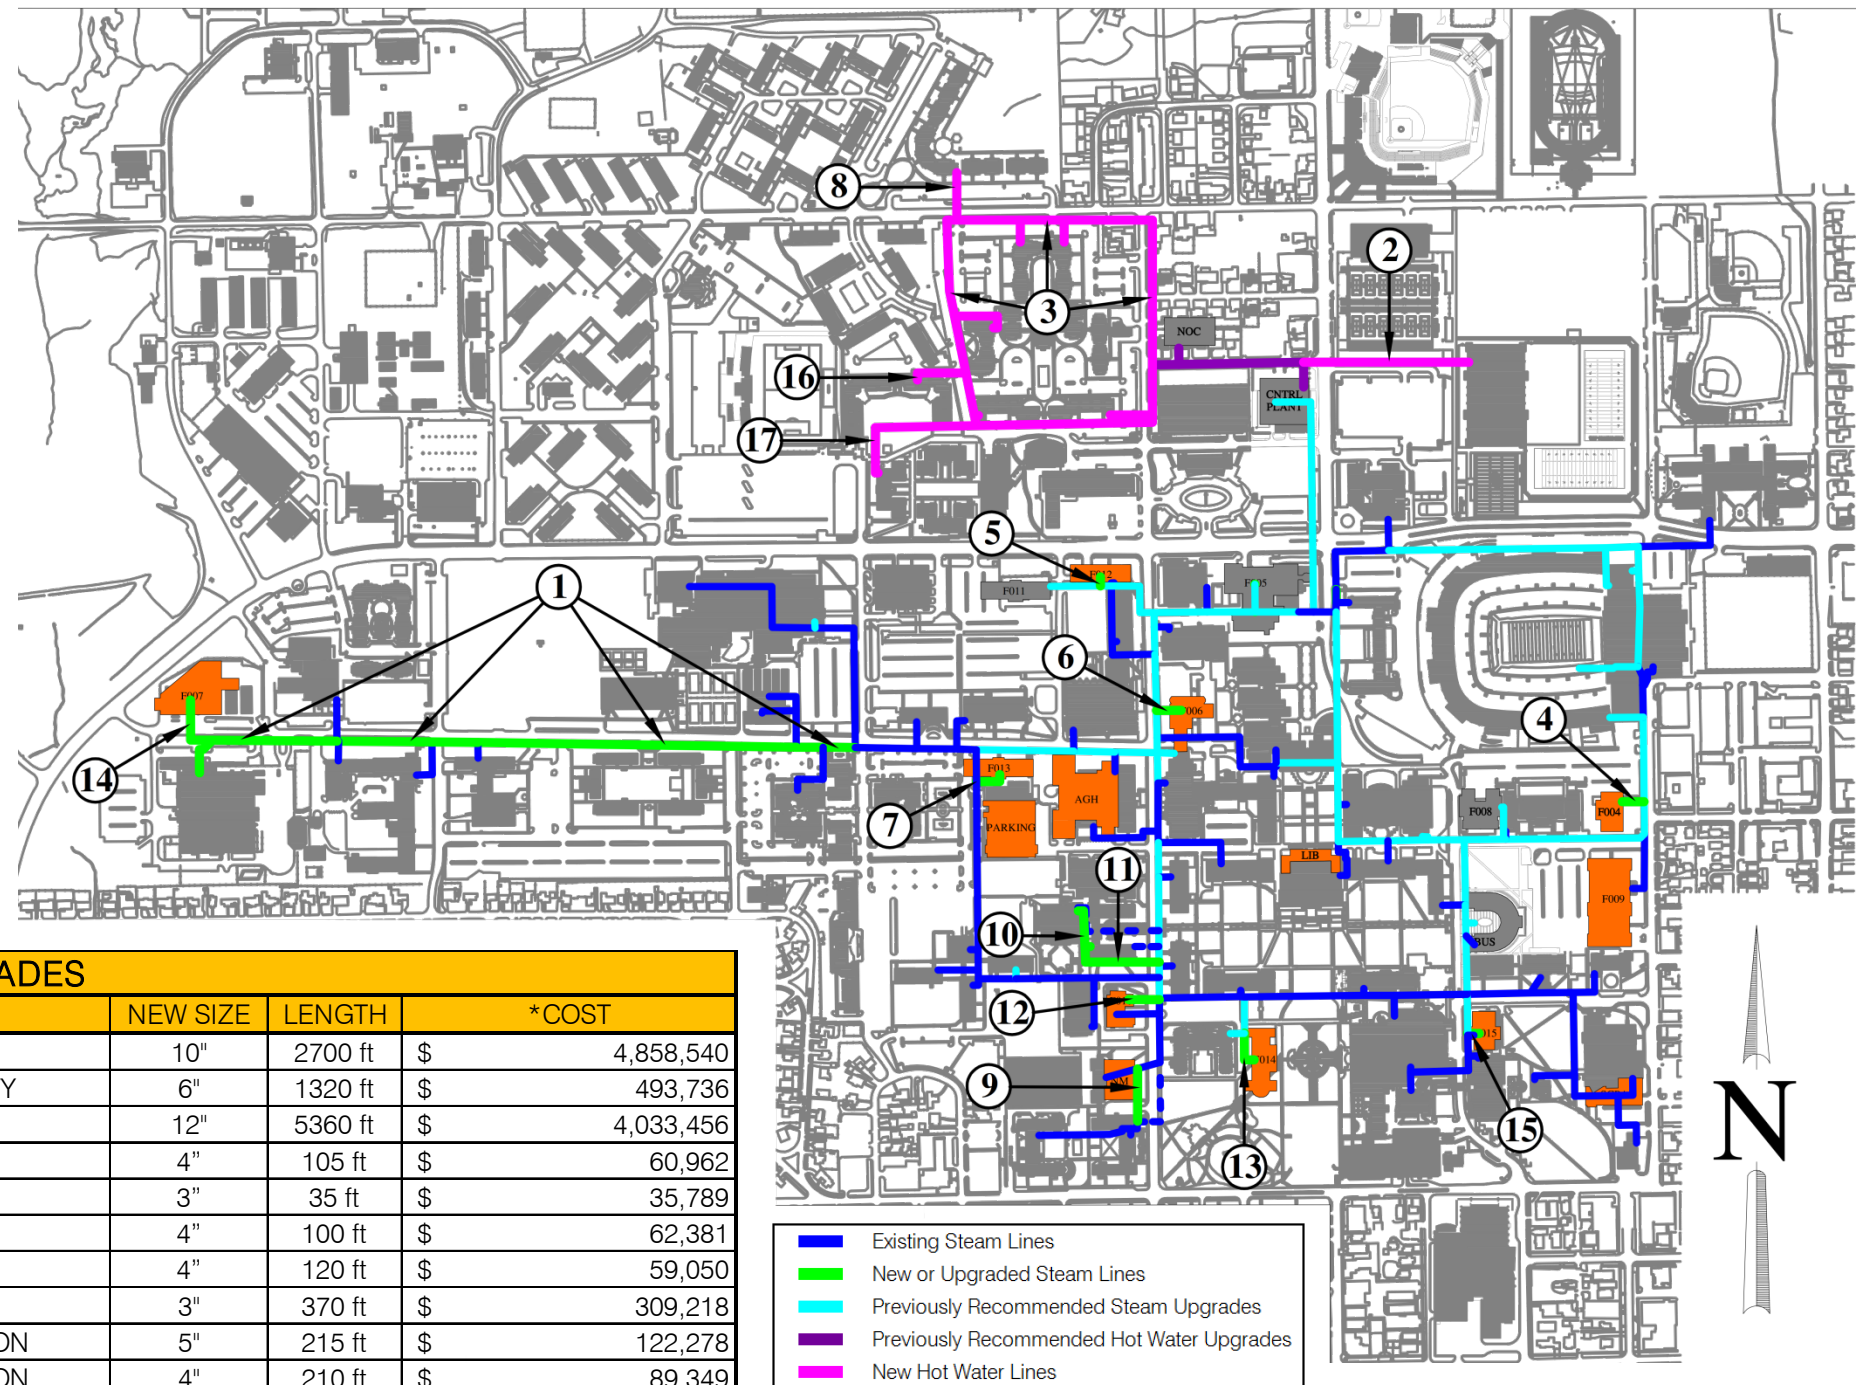 8
2
3
NOC
16
CNTRL
PLANT
17
5
F012
F011
F005
1
6
F007
F006
4
14
F013
AGH
7
PARKING
F008
F004
LIB
11
F009
10
BUS
12
F014
F015
9
15
13
N
ADES
NEW SIZE LENGTH *COST
10" 2700 ft $ 4,858,540
Y 6" 1320 ft $ 493,736
12" 5360 ft $ 4,033,456
4" 105 ft $ 60,962
3" 35 ft $ 35,789
4" 100 ft $ 62,381
4" 120 ft $ 59,050
3" 370 ft $ 309,218
ON 5" 215 ft $ 122,278
ON 4" 210 ft $ 89,349
Existing Steam Lines
New or Upgraded Steam Lines
Previously Recommended Steam Upgrades
Previously Recommended Hot Water Upgrades
New Hot Water Lines